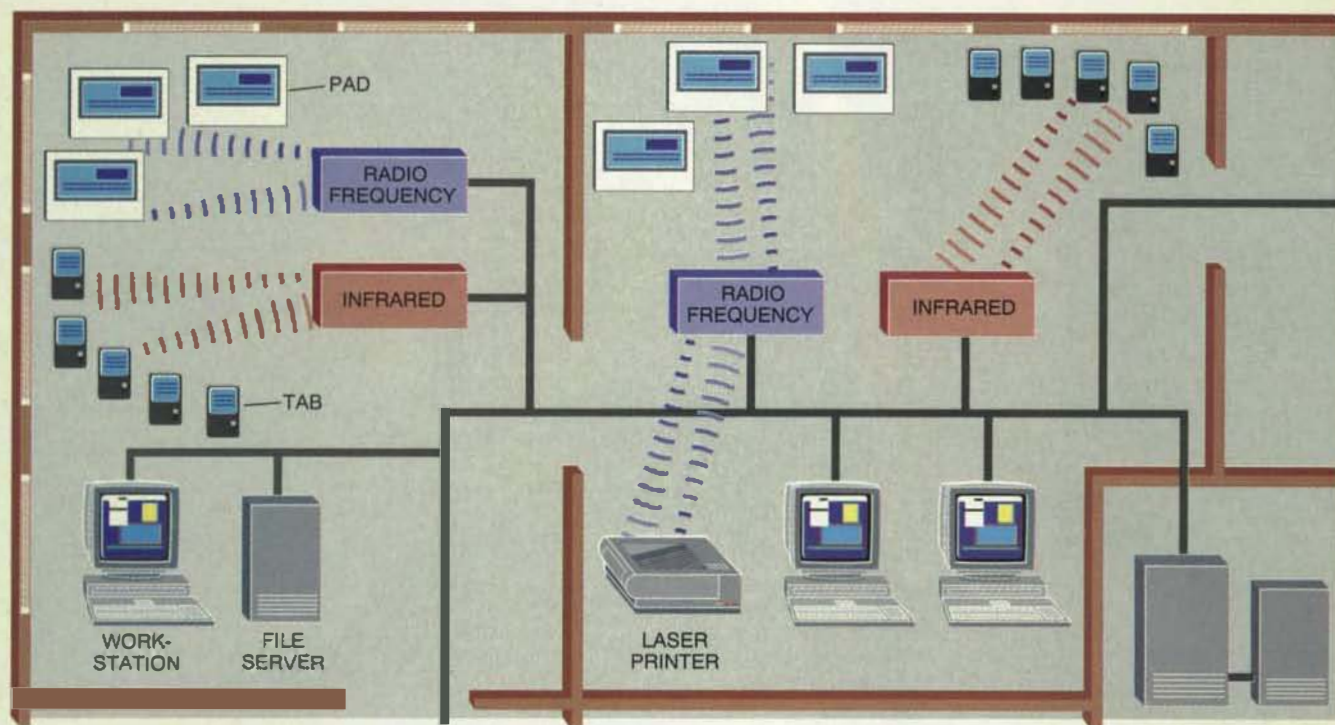 PAD
RADIO
FREQUENCY
INFRARED
TAB
WORK-
STATION
FILE
SERVER
RADIO
FREQUENCY
INFRARED
LASER
PRINTER